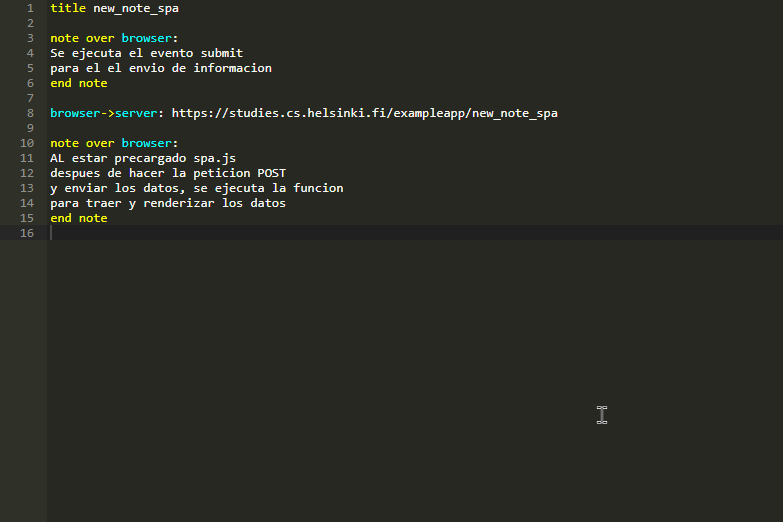 1 title new_note_spa
2
3 note over browser:
4 Se ejecuta el evento submit
5 para el el envio de informacion
6 end note
7
8 browser->server: https://studies.cs.helsinki.fi/exampleapp/new_note_spa
9
10 note over browser:
11 AL estar precargado spa.js
12 despues de hacer la peticion POST
13 y enviar los datos, se ejecuta la funcion
14 para traer y renderizar los datos
15 end note
16